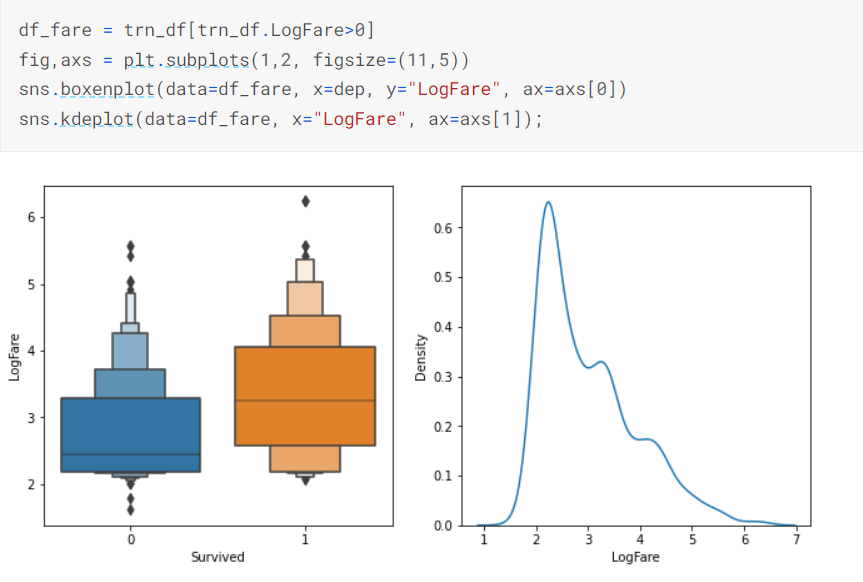 df_fare = trn_df[trn_df.LogFare>0]
fig,axs = plt.subplots(1,2, figsize=(11,5))
sns.boxenplot(data=df_fare, x=dep, y="LogFare", ax=axs[0])
sns.kdeplot(data=df_fare, x="LogFare", ax=axs[1]);
6
5
4
3
2
LogFare
0 1
Survived
0.6
0.5
0.4
0.3
0.2
0.1
0.0
Density
1 2 3 4 5 6 7
LogFare